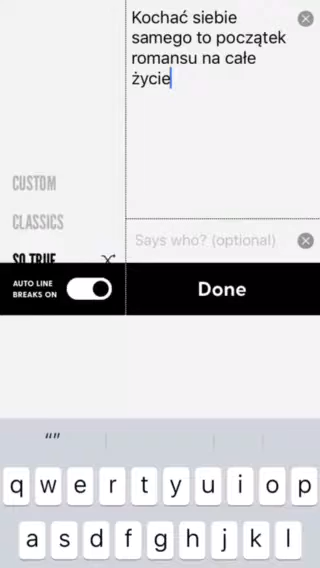 Kochać siebie
samego to początek
romansu na całe
życie
CUSTOM
CLASSICS
SO TRUE
Says who? (optional)
AUTO LINE
BREAKS ON
Done
""
q w e r t y u i o p
a s d f g h j k l